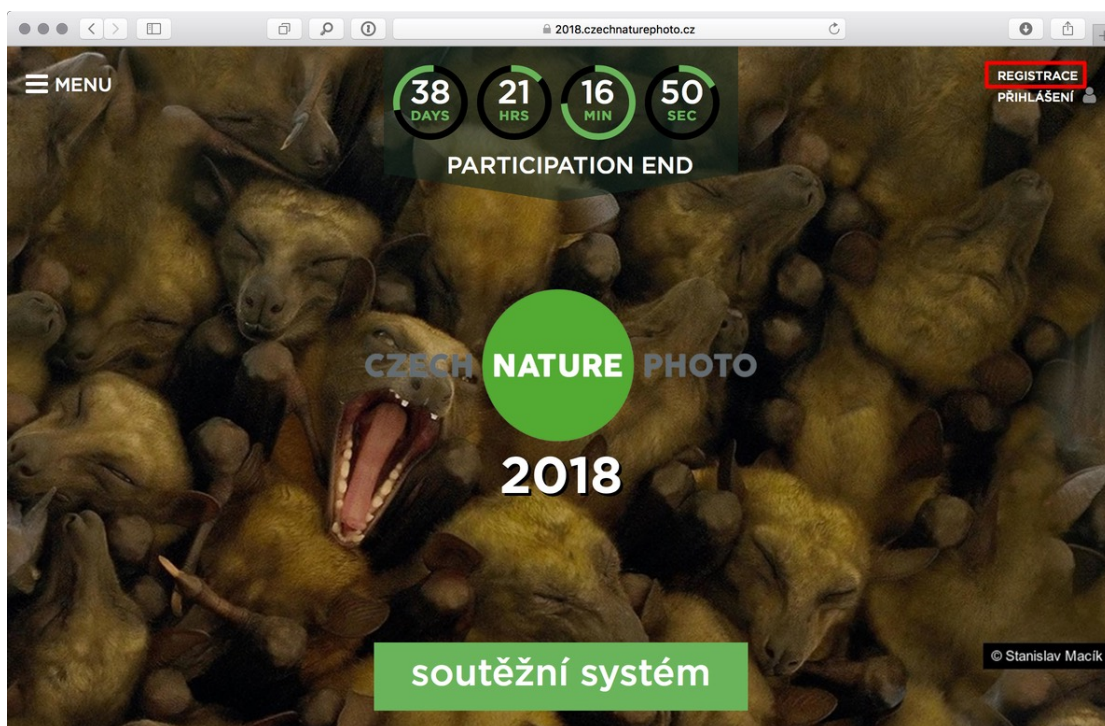 2018.czechnaturephoto.cz
MENU
38 DAYS 21 HRS 16 MIN 50 SEC
PARTICIPATION END
REGISTRACE
PŘIHLÁŠENÍ
CZECH NATURE PHOTO
2018
soutěžní systém
© Stanislav Macík